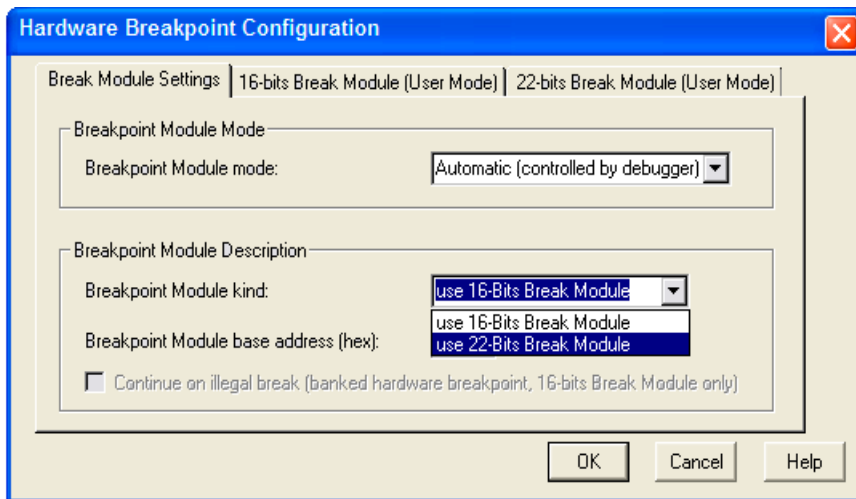 Hardware Breakpoint Configuration
Break Module Settings 16-bits Break Module (User Mode) 22-bits Break Module (User Mode)
Breakpoint Module Mode
Breakpoint Module mode: Automatic (controlled by debugger)
Breakpoint Module Description
Breakpoint Module kind: use 16-Bits Break Module
use 16-Bits Break Module
Breakpoint Module base address (hex): use 22-Bits Break Module
Continue on illegal break (banked hardware breakpoint, 16-bits Break Module only)
OK Cancel Help